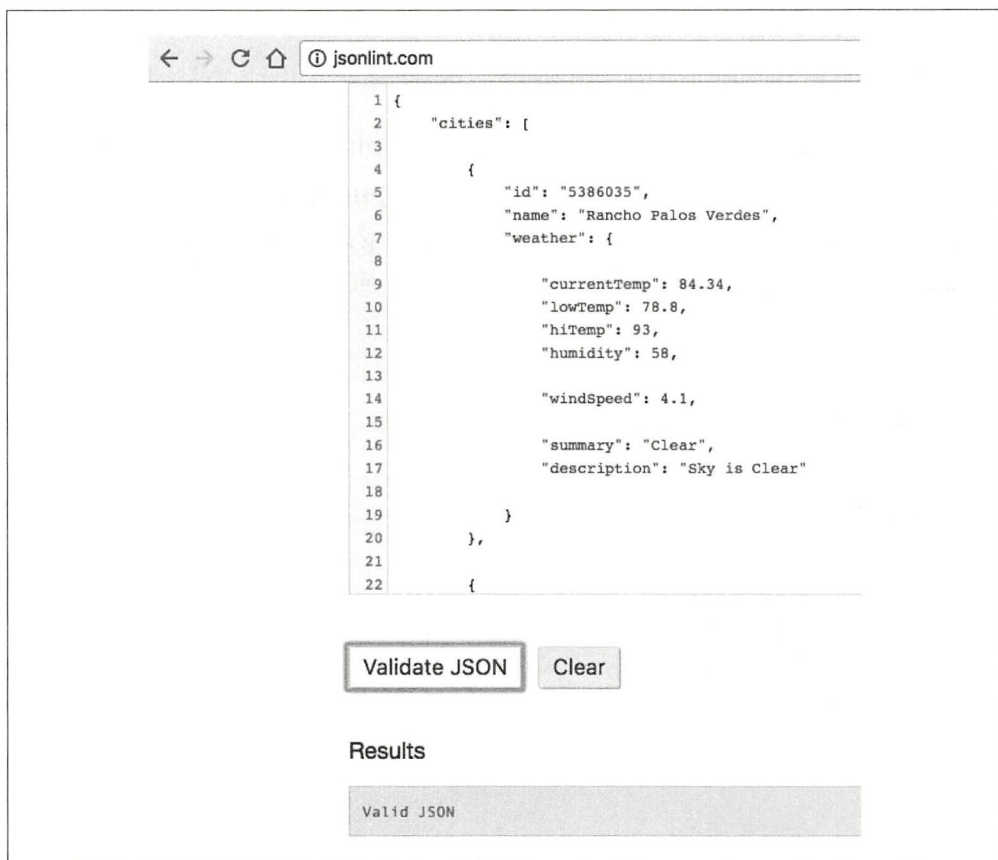 jsonlint.com
1 {
2 "cities": [
3
4 {
5 "id": "5386035",
6 "name": "Rancho Palos Verdes",
7 "weather": {
8
9 "currentTemp": 84.34,
10 "lowTemp": 78.8,
11 "hiTemp": 93,
12 "humidity": 58,
13
14 "windSpeed": 4.1,
15
16 "summary": "Clear",
17 "description": "Sky is Clear"
18
19 }
20 },
21
22 {
Validate JSON Clear
Results
Valid JSON